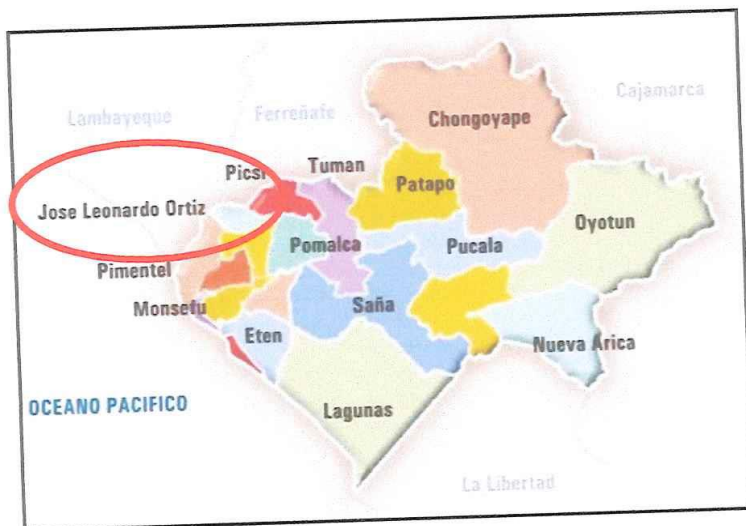 Lambayeque
Ferreñafe
Cajamarca
Chongoyape
Picsi
Tuman
Patapo
Jose Leonardo Ortiz
Oyotun
Pomalca
Pucala
Pimentel
Monsefu
Saña
Eten
Nueva Arica
OCEANO PACIFICO
Lagunas
La Libertad